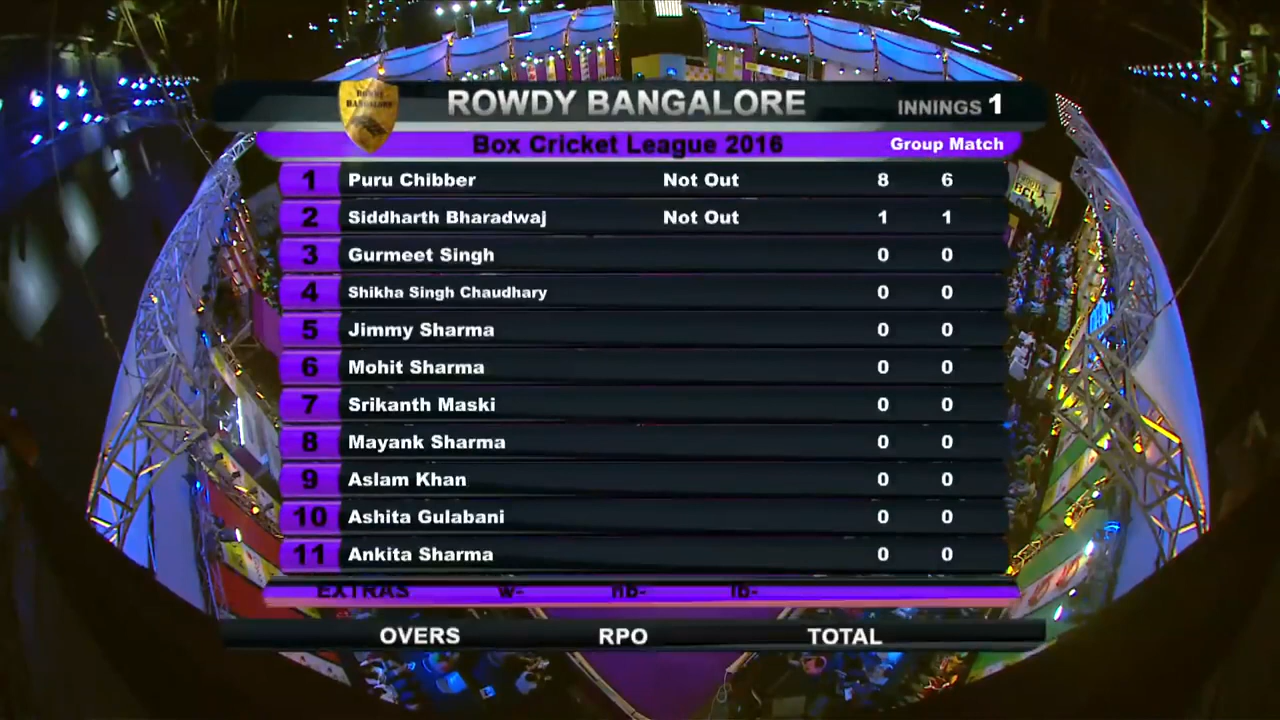 ROWDY BANGALORE
ROWDY BANGALORE INNINGS 1
Box Cricket League 2016 Group Match
1 Puru Chibber Not Out 8 6
2 Siddharth Bharadwaj Not Out 1 1
3 Gurmeet Singh 0 0
4 Shikha Singh Chaudhary 0 0
5 Jimmy Sharma 0 0
6 Mohit Sharma 0 0
7 Srikanth Maski 0 0
8 Mayank Sharma 0 0
9 Aslam Khan 0 0
10 Ashita Gulabani 0 0
11 Ankita Sharma 0 0
EXTRAS w- nb- lb-
OVERS RPO TOTAL
BCL